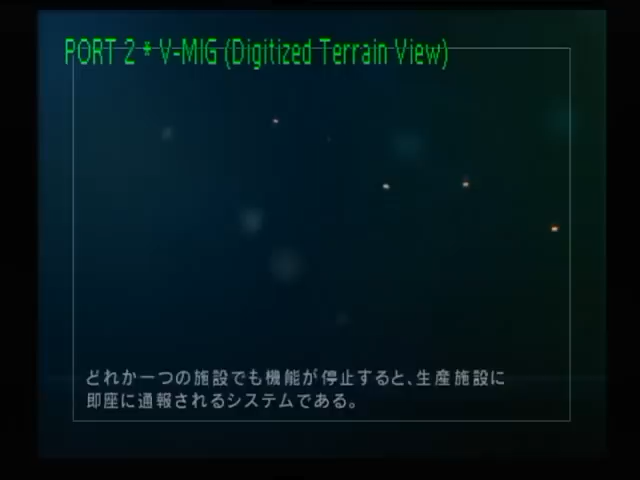 PORT 2 * V-MIG (Digitized Terrain View)
どれか一つの施設でも機能が停止すると、生産施設に
即座に通報されるシステムである。